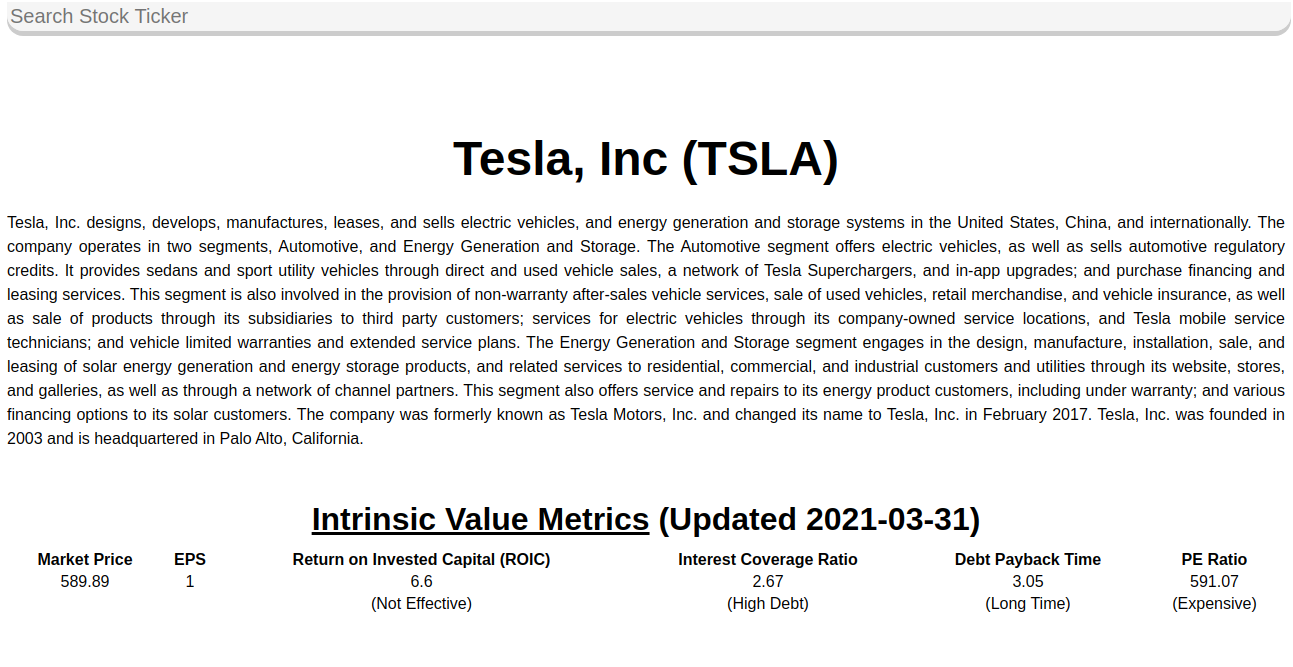 Search Stock Ticker
Tesla, Inc (TSLA)
Tesla, Inc. designs, develops, manufactures, leases, and sells electric vehicles, and energy generation and storage systems in the United States, China, and internationally. The
company operates in two segments, Automotive, and Energy Generation and Storage. The Automotive segment offers electric vehicles, as well as sells automotive regulatory
credits. It provides sedans and sport utility vehicles through direct and used vehicle sales, a network of Tesla Superchargers, and in-app upgrades; and purchase financing and
leasing services. This segment is also involved in the provision of non-warranty after-sales vehicle services, sale of used vehicles, retail merchandise, and vehicle insurance, as well
as sale of products through its subsidiaries to third party customers; services for electric vehicles through its company-owned service locations, and Tesla mobile service
technicians; and vehicle limited warranties and extended service plans. The Energy Generation and Storage segment engages in the design, manufacture, installation, sale, and
leasing of solar energy generation and energy storage products, and related services to residential, commercial, and industrial customers and utilities through its website, stores,
and galleries, as well as through a network of channel partners. This segment also offers service and repairs to its energy product customers, including under warranty; and various
financing options to its solar customers. The company was formerly known as Tesla Motors, Inc. and changed its name to Tesla, Inc. in February 2017. Tesla, Inc. was founded in
2003 and is headquartered in Palo Alto, California.
Intrinsic Value Metrics (Updated 2021-03-31)
Market Price EPS Return on Invested Capital (ROIC) Interest Coverage Ratio Debt Payback Time PE Ratio
589.89 1 6.6 2.67 3.05 591.07
(Not Effective) (High Debt) (Long Time) (Expensive)